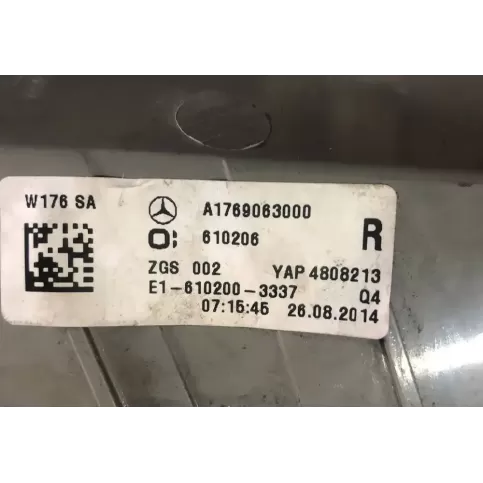 W176 SA
A1769063000
O: 610206
R
ZGS 002 YAP 4808213
E1-610200-3337 Q4
07:15:45 26.08.2014